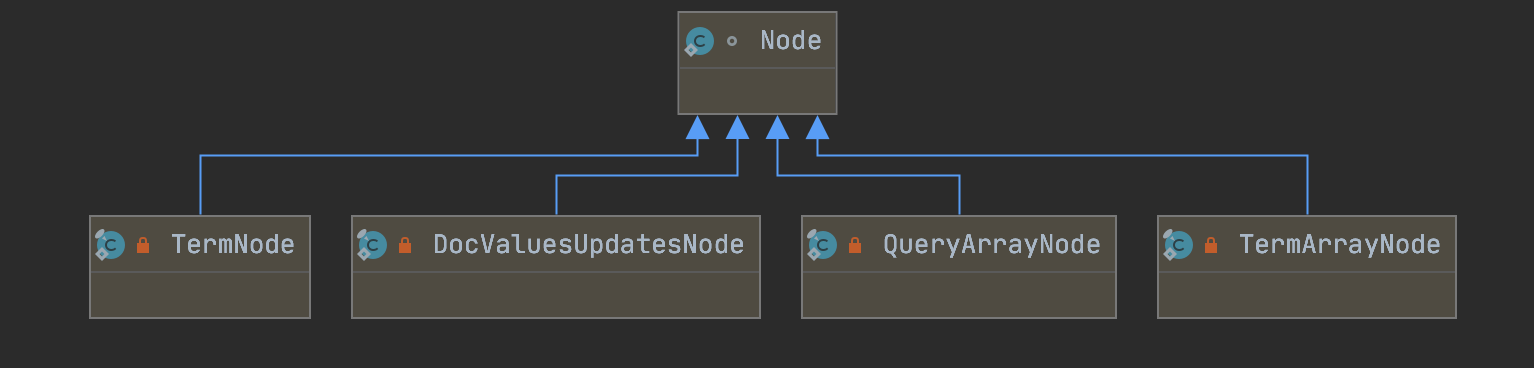 Node
TermNode
DocValuesUpdatesNode
QueryArrayNode
TermArrayNode